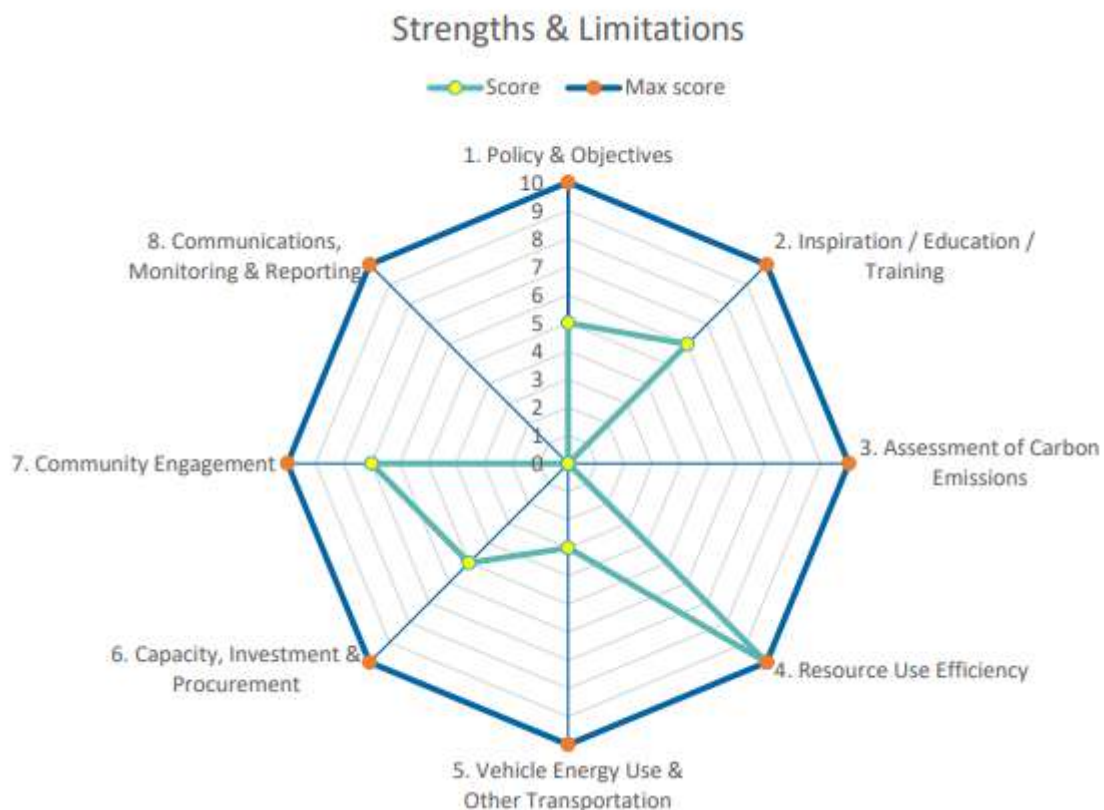 Strengths & Limitations
Score Max score
1. Policy & Objectives
10
9
8
7
6
5
4
3
2
1
0
2. Inspiration / Education /
Training
3. Assessment of Carbon
Emissions
4. Resource Use Efficiency
5. Vehicle Energy Use &
Other Transportation
6. Capacity, Investment &
Procurement
7. Community Engagement
8. Communications,
Monitoring & Reporting